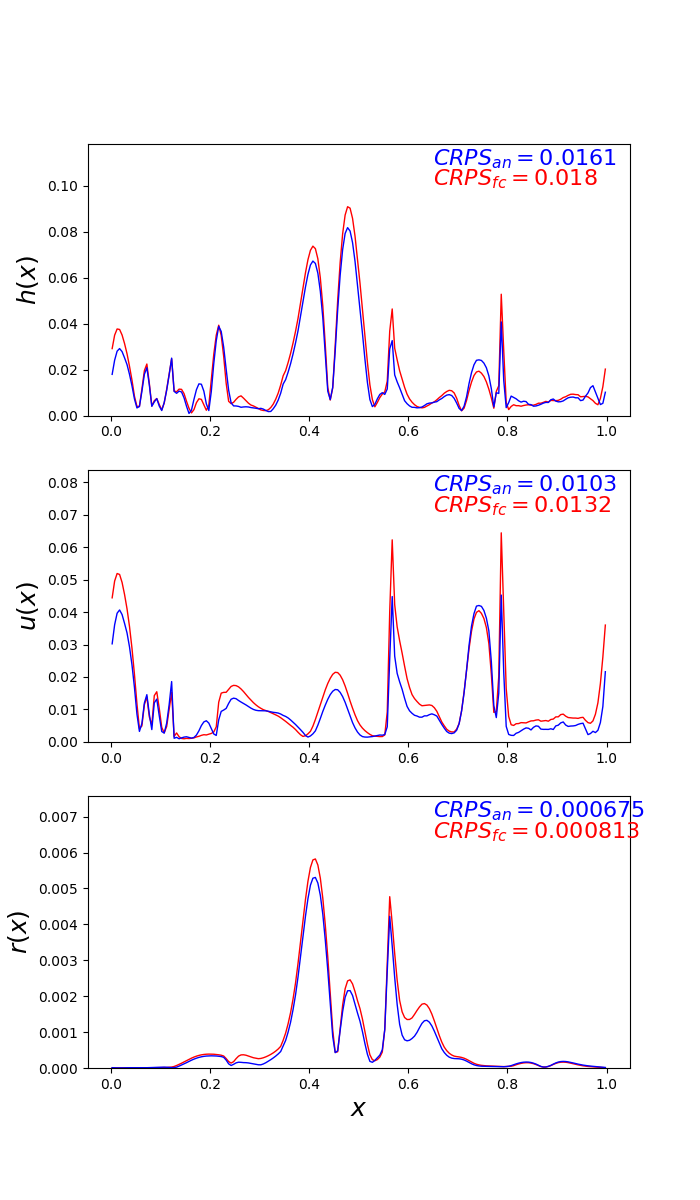 CRPS_an = 0.0161
CRPS_fc = 0.018
0.10
0.08
0.06
0.04
0.02
0.00
h(x)
0.0 0.2 0.4 0.6 0.8 1.0
CRPS_an = 0.0103
CRPS_fc = 0.0132
0.08
0.07
0.06
0.05
0.04
0.03
0.02
0.01
0.00
u(x)
0.0 0.2 0.4 0.6 0.8 1.0
CRPS_an = 0.000675
CRPS_fc = 0.000813
0.007
0.006
0.005
0.004
0.003
0.002
0.001
0.000
r(x)
0.0 0.2 0.4 0.6 0.8 1.0
x